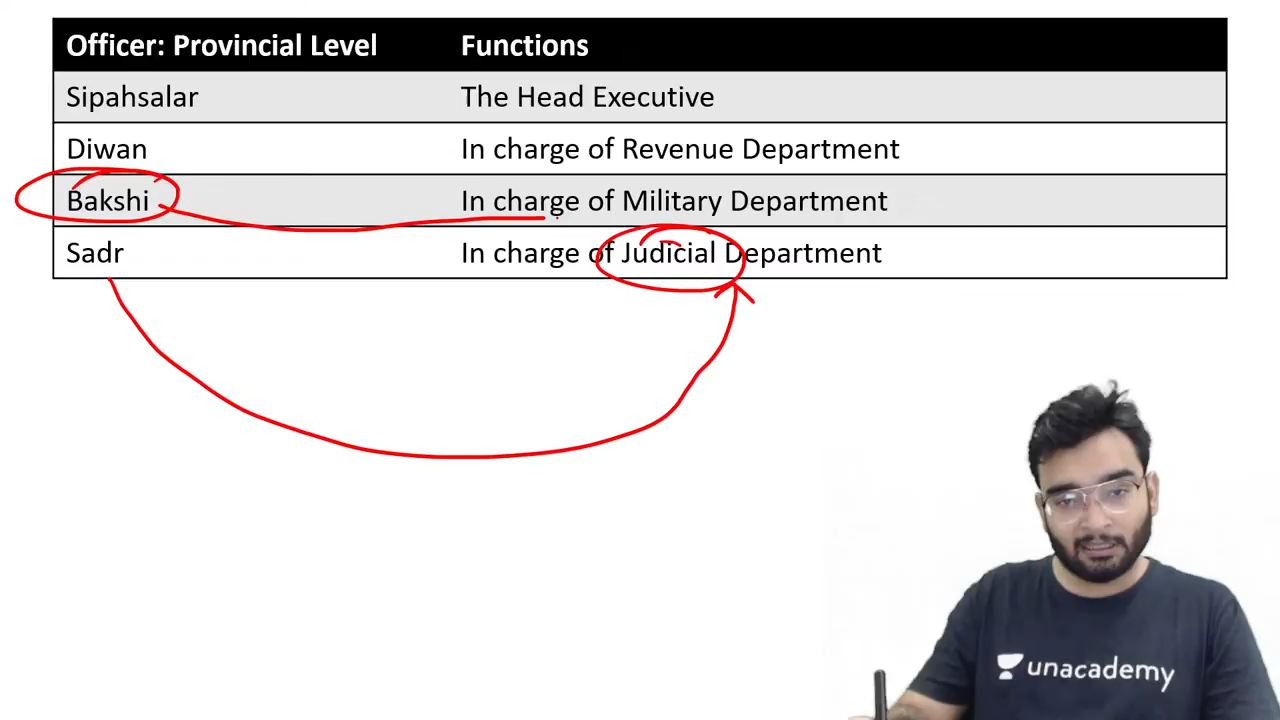 Officer: Provincial Level Functions
Sipahsalar The Head Executive
Diwan In charge of Revenue Department
Bakshi In charge of Military Department
Sadr In charge of Judicial Department
unacademy